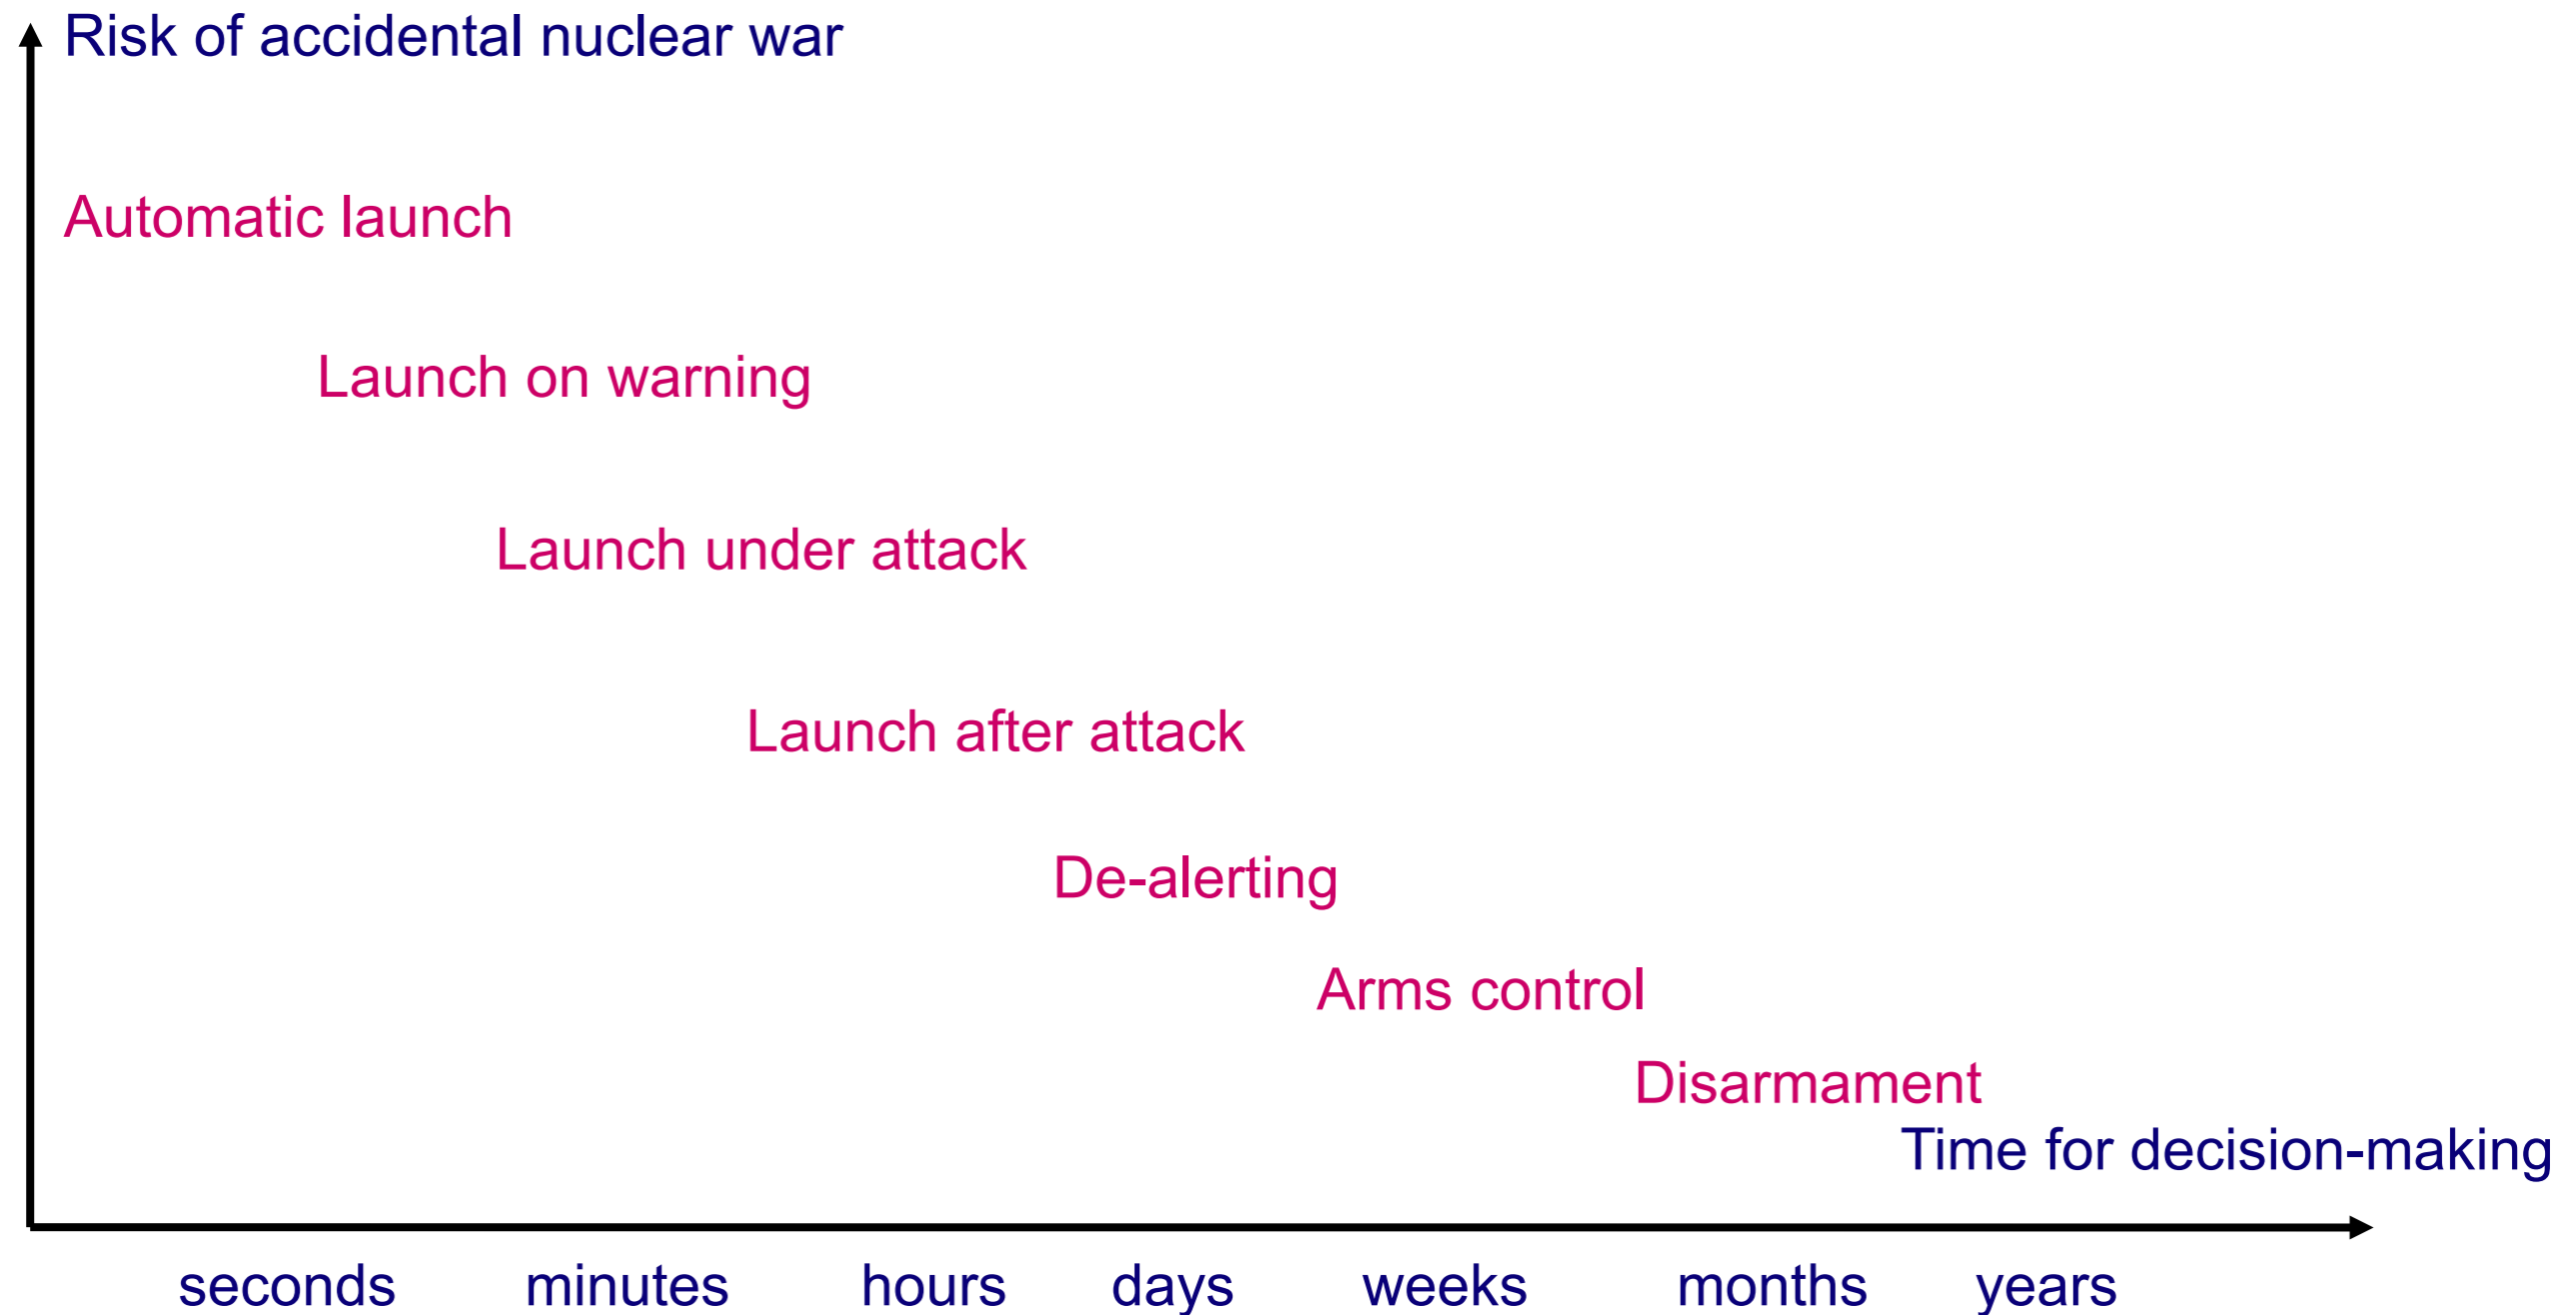 Risk of accidental nuclear war
Automatic launch
Launch on warning
Launch under attack
Launch after attack
De-alerting
Arms control
Disarmament
Time for decision-making
seconds minutes hours days weeks months years